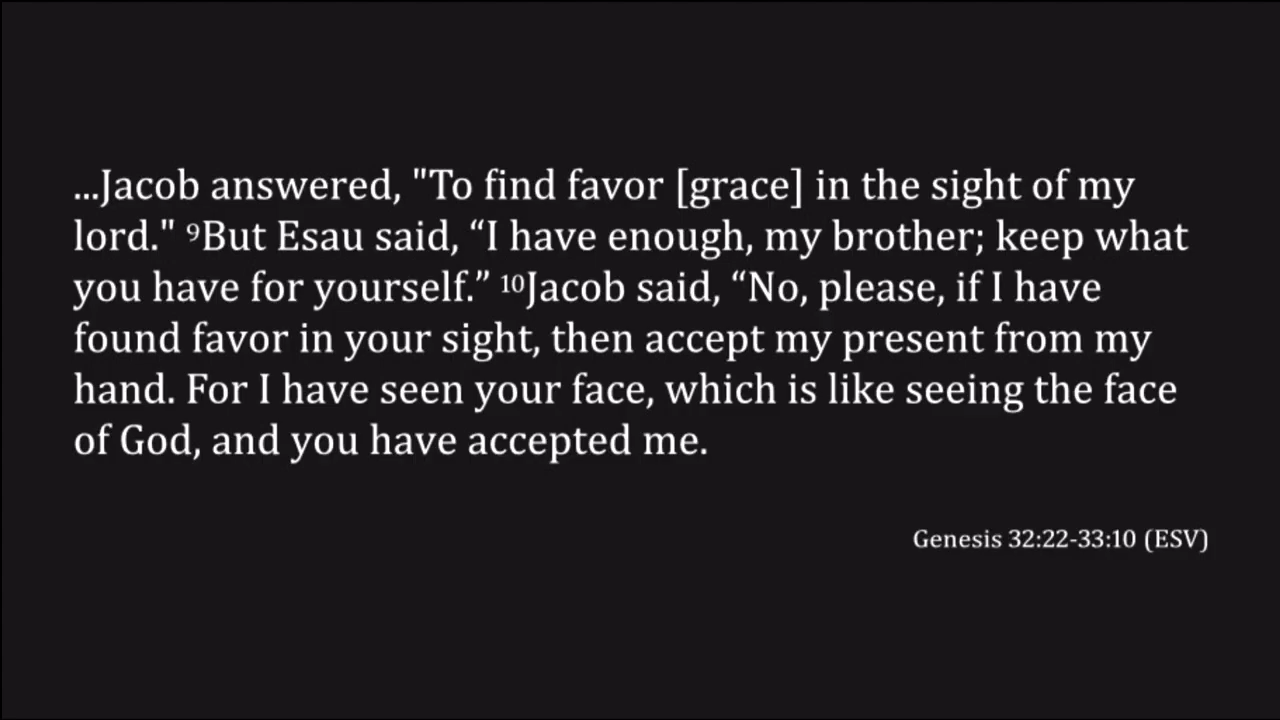 ...Jacob answered, "To find favor [grace] in the sight of my
lord." ⁹But Esau said, “I have enough, my brother; keep what
you have for yourself.” ¹⁰Jacob said, “No, please, if I have
found favor in your sight, then accept my present from my
hand. For I have seen your face, which is like seeing the face
of God, and you have accepted me.
Genesis 32:22-33:10 (ESV)